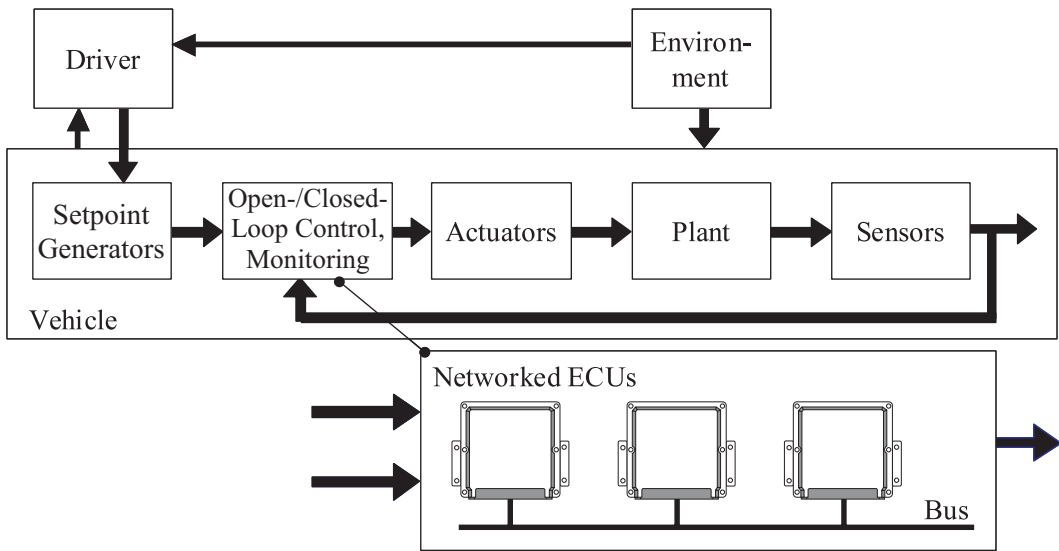 Driver
Environ-
ment
Setpoint
Generators
Open-/Closed-
Loop Control,
Monitoring
Actuators
Plant
Sensors
Vehicle
Networked ECUs
Bus